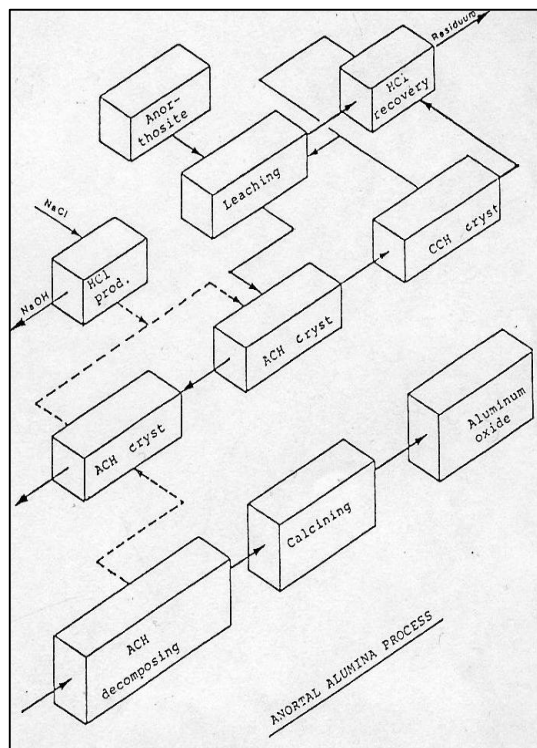 Residuum
HCl
recovery
Anor-
thosite
Leaching
NaCl
CCH cryst
HCl
prod.
NaOH
ACH cryst
ACH cryst
Aluminum
oxide
Calcining
ACH
decomposing
ANORTAL ALUMINA PROCESS